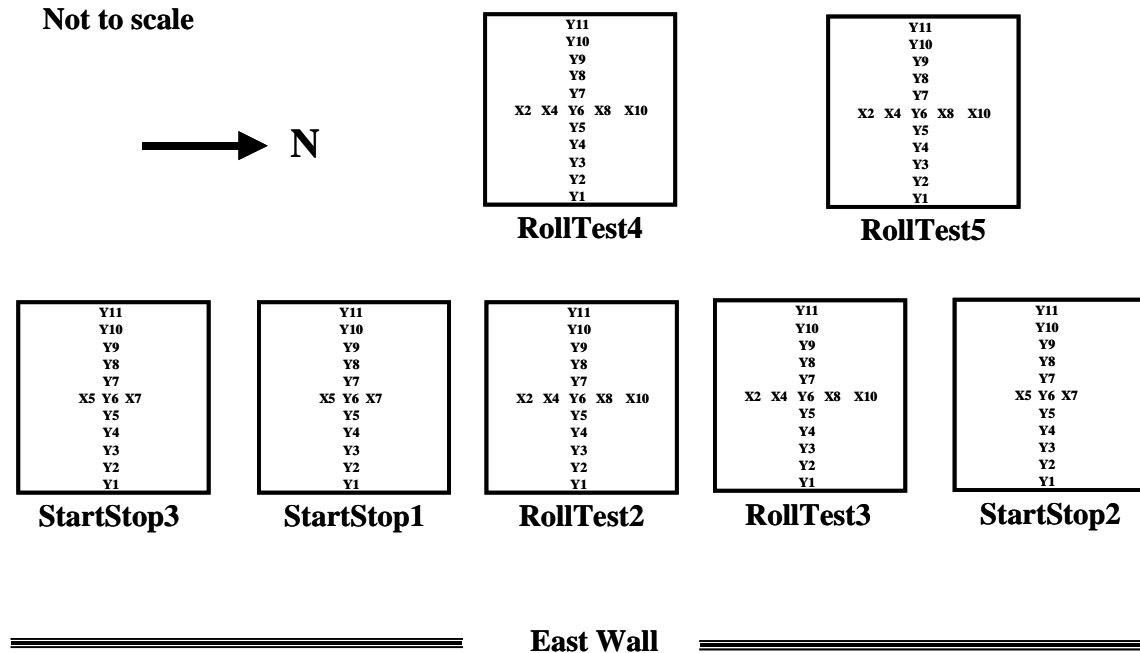 Not to scale
N
Y11
Y10
Y9
Y8
Y7
X2 X4 Y6 X8 X10
Y5
Y4
Y3
Y2
Y1
RollTest4
Y11
Y10
Y9
Y8
Y7
X2 X4 Y6 X8 X10
Y5
Y4
Y3
Y2
Y1
RollTest5
Y11
Y10
Y9
Y8
Y7
X5 Y6 X7
Y5
Y4
Y3
Y2
Y1
StartStop3
Y11
Y10
Y9
Y8
Y7
X5 Y6 X7
Y5
Y4
Y3
Y2
Y1
StartStop1
Y11
Y10
Y9
Y8
Y7
X2 X4 Y6 X8 X10
Y5
Y4
Y3
Y2
Y1
RollTest2
Y11
Y10
Y9
Y8
Y7
X2 X4 Y6 X8 X10
Y5
Y4
Y3
Y2
Y1
RollTest3
Y11
Y10
Y9
Y8
Y7
X5 Y6 X7
Y5
Y4
Y3
Y2
Y1
StartStop2
East Wall